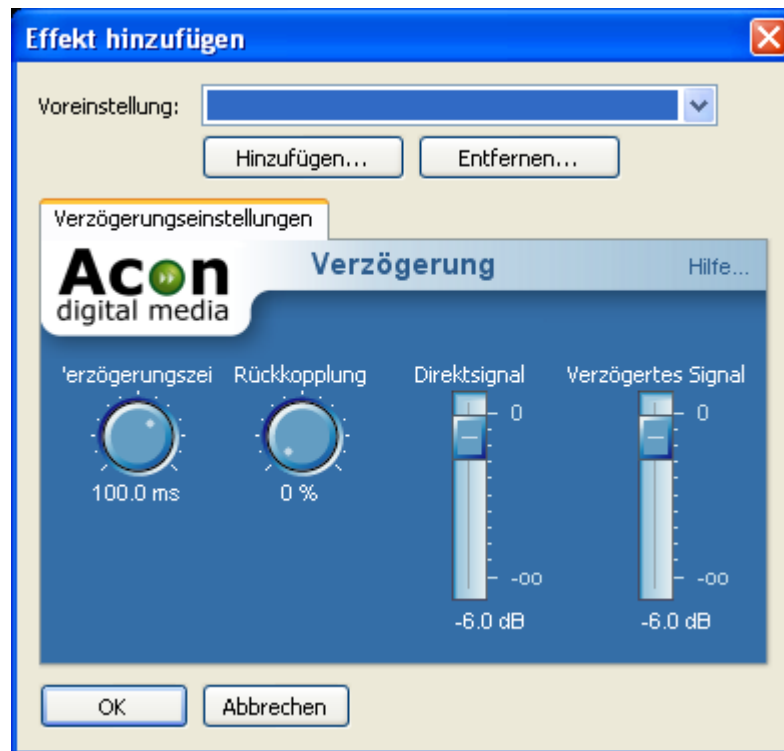 Effekt hinzufügen
Voreinstellung:
Hinzufügen...
Entfernen...
Verzögerungseinstellungen
Acon
digital media
Verzögerung
Hilfe...
'erzögerungszei
Rückkopplung
Direktsignal
Verzögertes Signal
0
0
100.0 ms
0 %
-oo
-oo
-6.0 dB
-6.0 dB
OK
Abbrechen